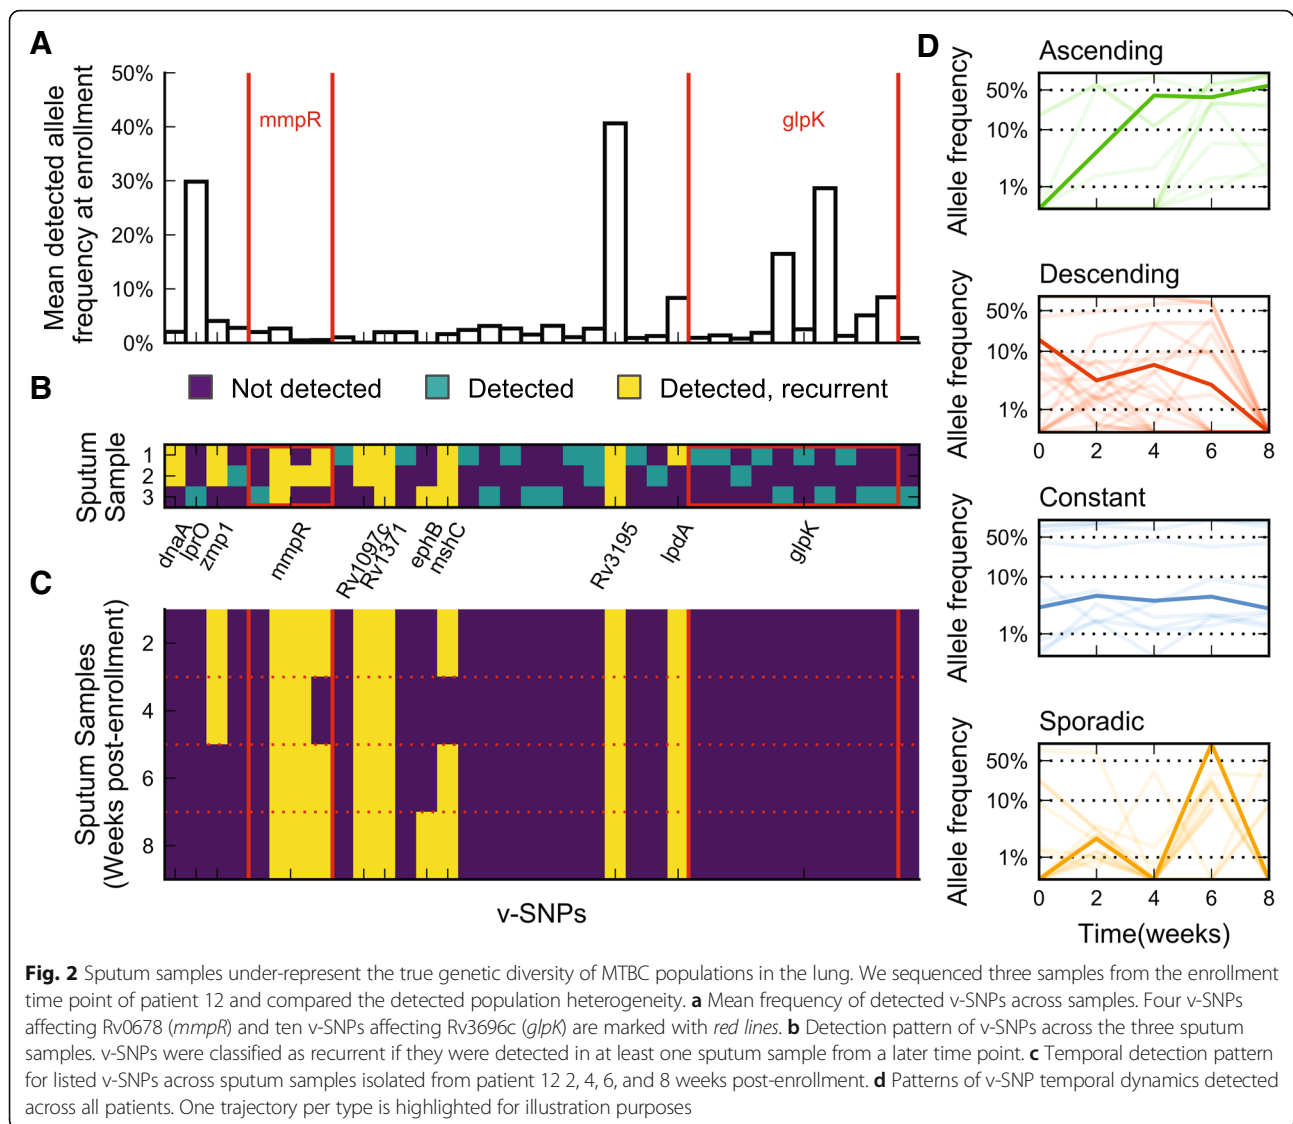 A
Mean detected allele
frequency at enrollment
50%
40%
30%
20%
10%
0%
mmpR
glpK
B
Not detected
Detected
Detected, recurrent
Sputum
Sample
1
2
3
dnaA
lprO
zmp1
mmpR
Rv1097c
Rv1371
ephB
mshC
Rv3195
lpdA
glpK
C
Sputum Samples
(Weeks post-enrollment)
2
4
6
8
v-SNPs
D
Ascending
Allele frequency
50%
10%
1%
Descending
Allele frequency
50%
10%
1%
0 2 4 6 8
Constant
Allele frequency
50%
10%
1%
Sporadic
Allele frequency
50%
10%
1%
0 2 4 6 8
Time(weeks)
Fig. 2 Sputum samples under-represent the true genetic diversity of MTBC populations in the lung. We sequenced three samples from the enrollment
time point of patient 12 and compared the detected population heterogeneity. a Mean frequency of detected v-SNPs across samples. Four v-SNPs
affecting Rv0678 (mmpR) and ten v-SNPs affecting Rv3696c (glpK) are marked with red lines. b Detection pattern of v-SNPs across the three sputum
samples. v-SNPs were classified as recurrent if they were detected in at least one sputum sample from a later time point. c Temporal detection pattern
for listed v-SNPs across sputum samples isolated from patient 12 2, 4, 6, and 8 weeks post-enrollment. d Patterns of v-SNP temporal dynamics detected
across all patients. One trajectory per type is highlighted for illustration purposes